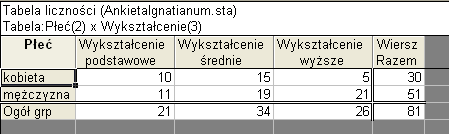 Tabela liczności (AnkietaIgnatianum.sta)
Tabela:Płeć(2) x Wykształcenie(3)
Płeć Wykształcenie Wykształcenie Wykształcenie Wiersz
podstawowe średnie wyższe Razem
kobieta 10 15 5 30
mężczyzna 11 19 21 51
Ogół grp 21 34 26 81